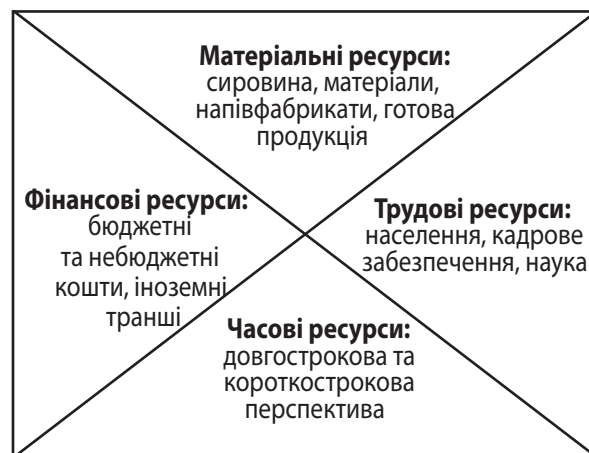 Матеріальні ресурси:
сировина, матеріали,
напівфабрикати, готова
продукція
Фінансові ресурси:
бюджетні
та небюджетні
кошти, іноземні
транші
Трудові ресурси:
населення, кадрове
забезпечення, наука
Часові ресурси:
довгострокова та
короткострокова
перспектива